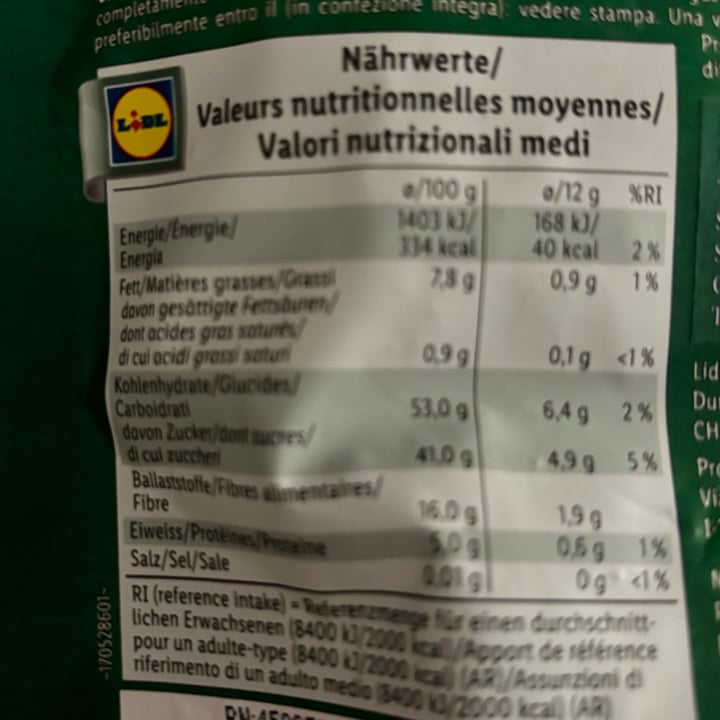 completamente
preferibilmente entro il (in confezione integra): vedere stampa. Una
Nährwerte/
LIDL
Valeurs nutritionnelles moyennes/
Valori nutrizionali medi
ø/100 g ø/12 g %RI
Energie/Énergie/ 1403 kJ/ 168 kJ/
Energia 334 kcal 40 kcal 2 %
Fett/Matières grasses/Grassi 7,8 g 0,9 g 1 %
davon gesättigte Fettsäuren/
dont acides gras saturés/
di cui acidi grassi saturi 0,9 g 0,1 g <1 %
Kohlenhydrate/Glucides/
Carboidrati 53,0 g 6,4 g 2 %
davon Zucker/dont sucres/
di cui zuccheri 41,0 g 4,9 g 5 %
Ballaststoffe/Fibres alimentaires/
Fibre 16.0 g 1,9 g
Eiweiss/Protéines/Proteine 5,0 g 0,6 g 1 %
Salz/Sel/Sale 0.01 g 0 g <1 %
RI (reference intake) = Referenzmenge für einen durchschnitt-
lichen Erwachsenen (8400 kJ/2000 kcal)/Apport de référence
pour un adulte-type (8400 kJ/2000 kcal) (AR)/Assunzioni di
riferimento di un adulto medio (8400 kJ/2000 kcal) (AR)
-170528601-
Lid
CH